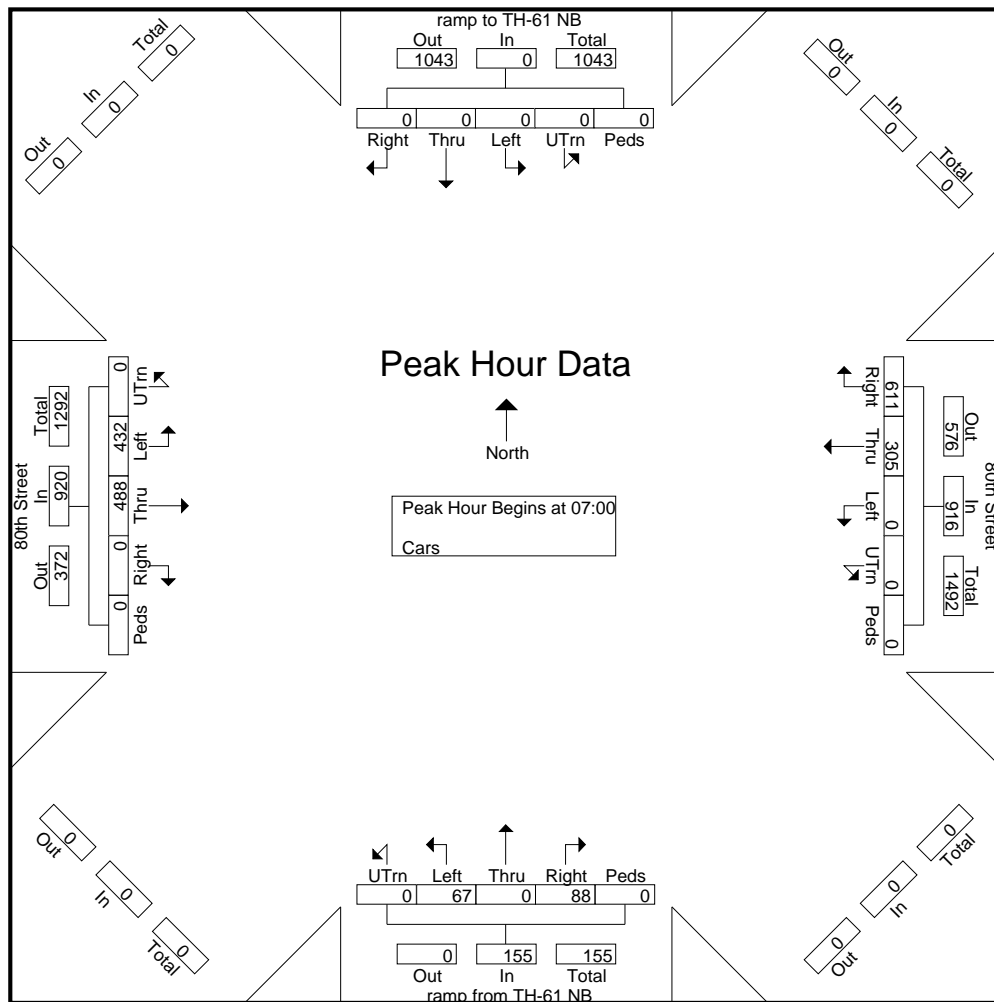 ramp to TH-61 NB
Out In Total
1043 0 1043
0 0 0 0 0
Right Thru Left UTrn Peds
Total
0
In
0
Out
0
Out
0
In
0
Total
0
80th Street
Total In Out
1292 920 372
0 432 488 0 0
UTrn Left Thru Right Peds
Peak Hour Data
North
Peak Hour Begins at 07:00
Cars
Right Thru Left UTrn Peds
611 305 0 0 0
Out In Total
576 916 1492
80th Street
Out
0
In
0
Total
0
UTrn Left Thru Right Peds
0 67 0 88 0
0 155 155
Out In Total
ramp from TH-61 NB
0
Total
0
In
0
Out